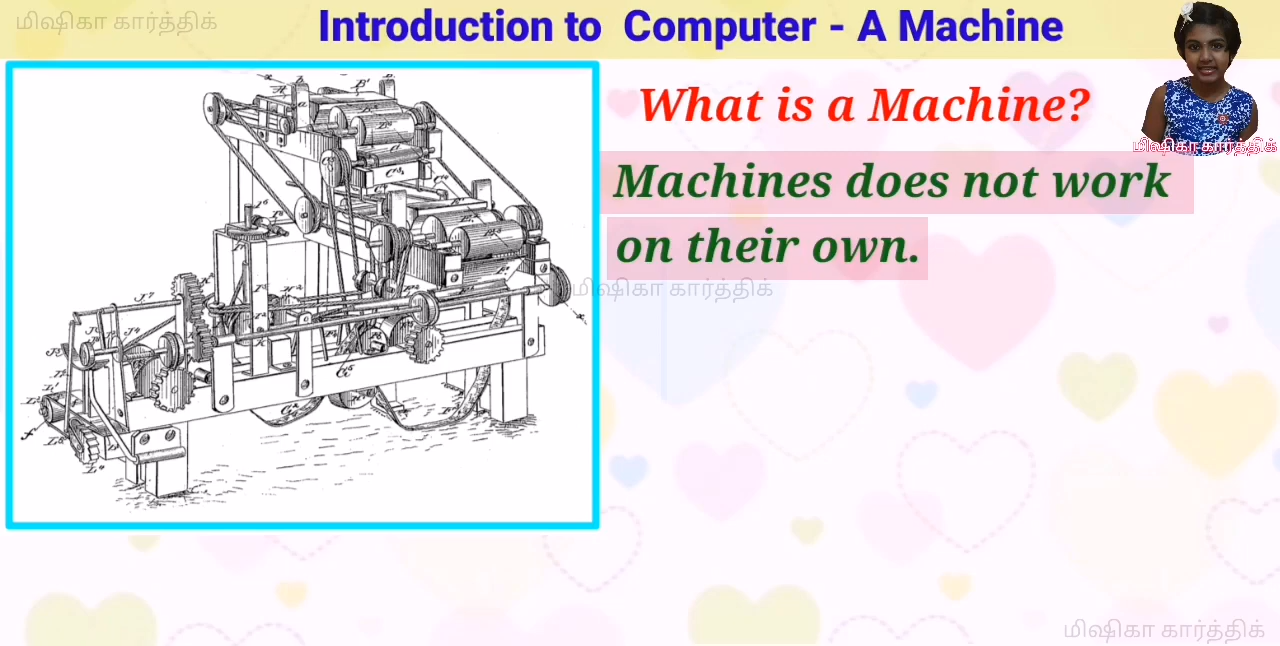 மிஷிகா கார்த்திக்
Introduction to Computer - A Machine
What is a Machine?
மிஷிகா கார்த்திக்
Machines does not work
on their own.
மிஷிகா கார்த்திக்
மிஷிகா கார்த்திக்